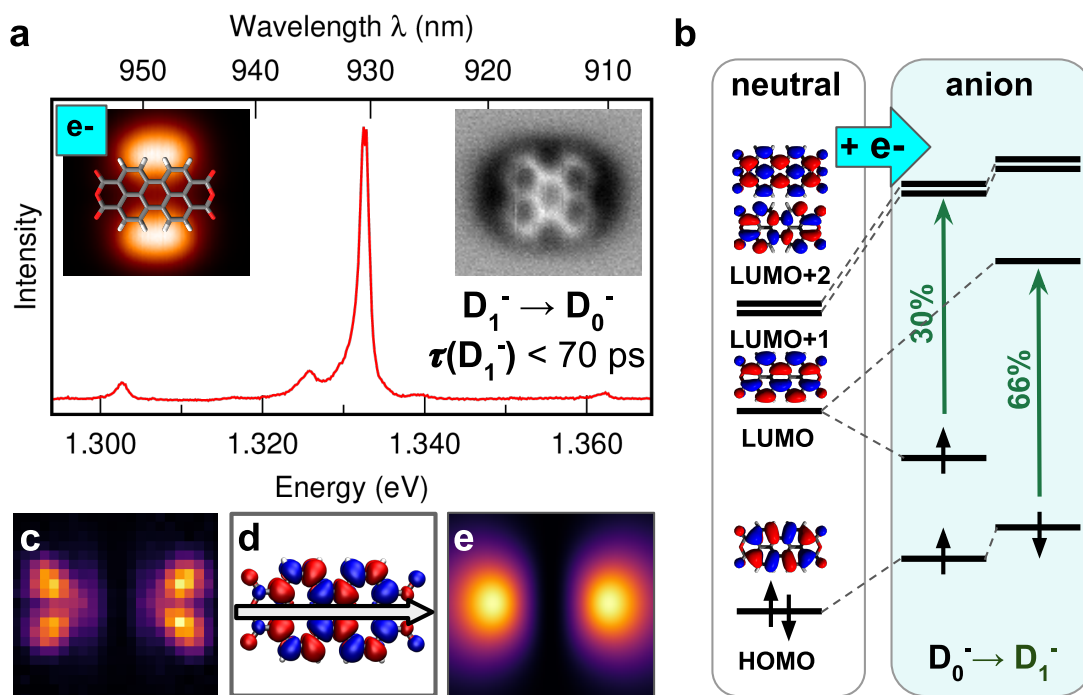 a
Wavelength λ (nm)
950 940 930 920 910
e-
Intensity
D₁⁻ → D₀⁻
τ(D₁⁻) < 70 ps
1.300 1.320 1.340 1.360
Energy (eV)
b
neutral
anion
+ e-
LUMO+2
LUMO+1
LUMO
HOMO
30%
66%
D₀⁻→ D₁⁻
c
d
e